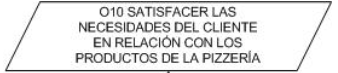 O10 SATISFACER LAS
NECESIDADES DEL CLIENTE
EN RELACIÓN CON LOS
PRODUCTOS DE LA PIZZERÍA